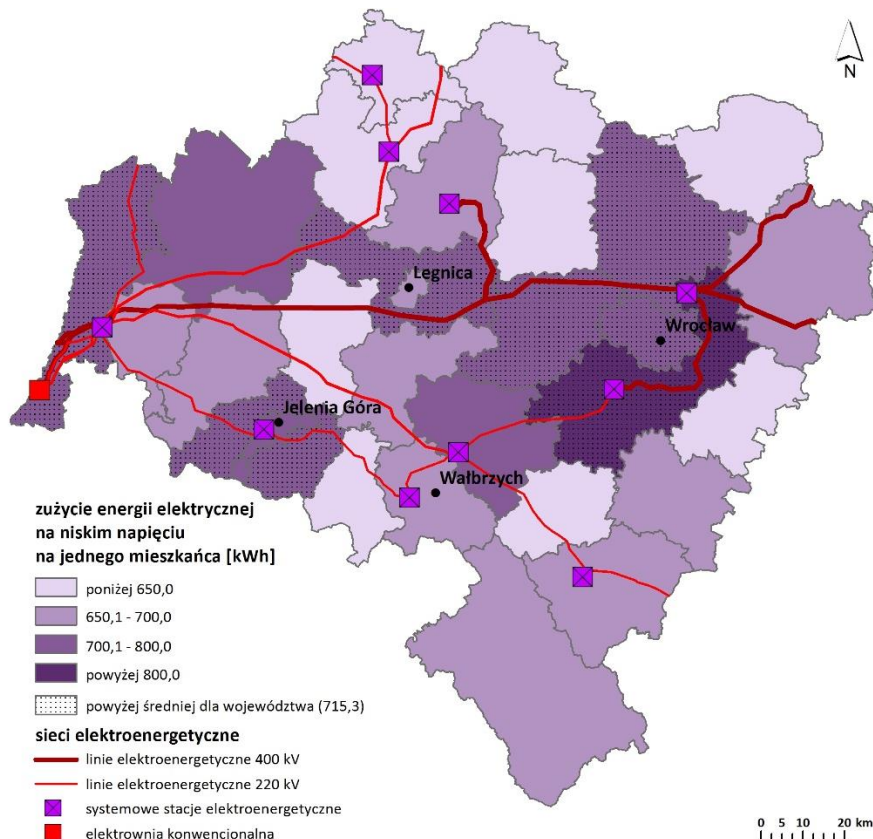 N
Legnica
Wrocław
Jelenia Góra
Wałbrzych
zużycie energii elektrycznej
na niskim napięciu
na jednego mieszkańca [kWh]
poniżej 650,0
650,1 - 700,0
700,1 - 800,0
powyżej 800,0
powyżej średniej dla województwa (715,3)
sieci elektroenergetyczne
linie elektroenergetyczne 400 kV
linie elektroenergetyczne 220 kV
systemowe stacje elektroenergetyczne
elektrownia konwencjonalna
0 5 10 20 km